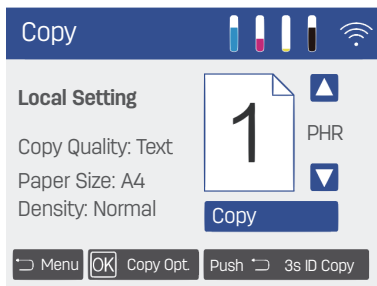 Copy
Local Setting
Copy Quality: Text
Paper Size: A4
Density: Normal
1
PHR
Copy
Menu OK Copy Opt. Push 3s ID Copy